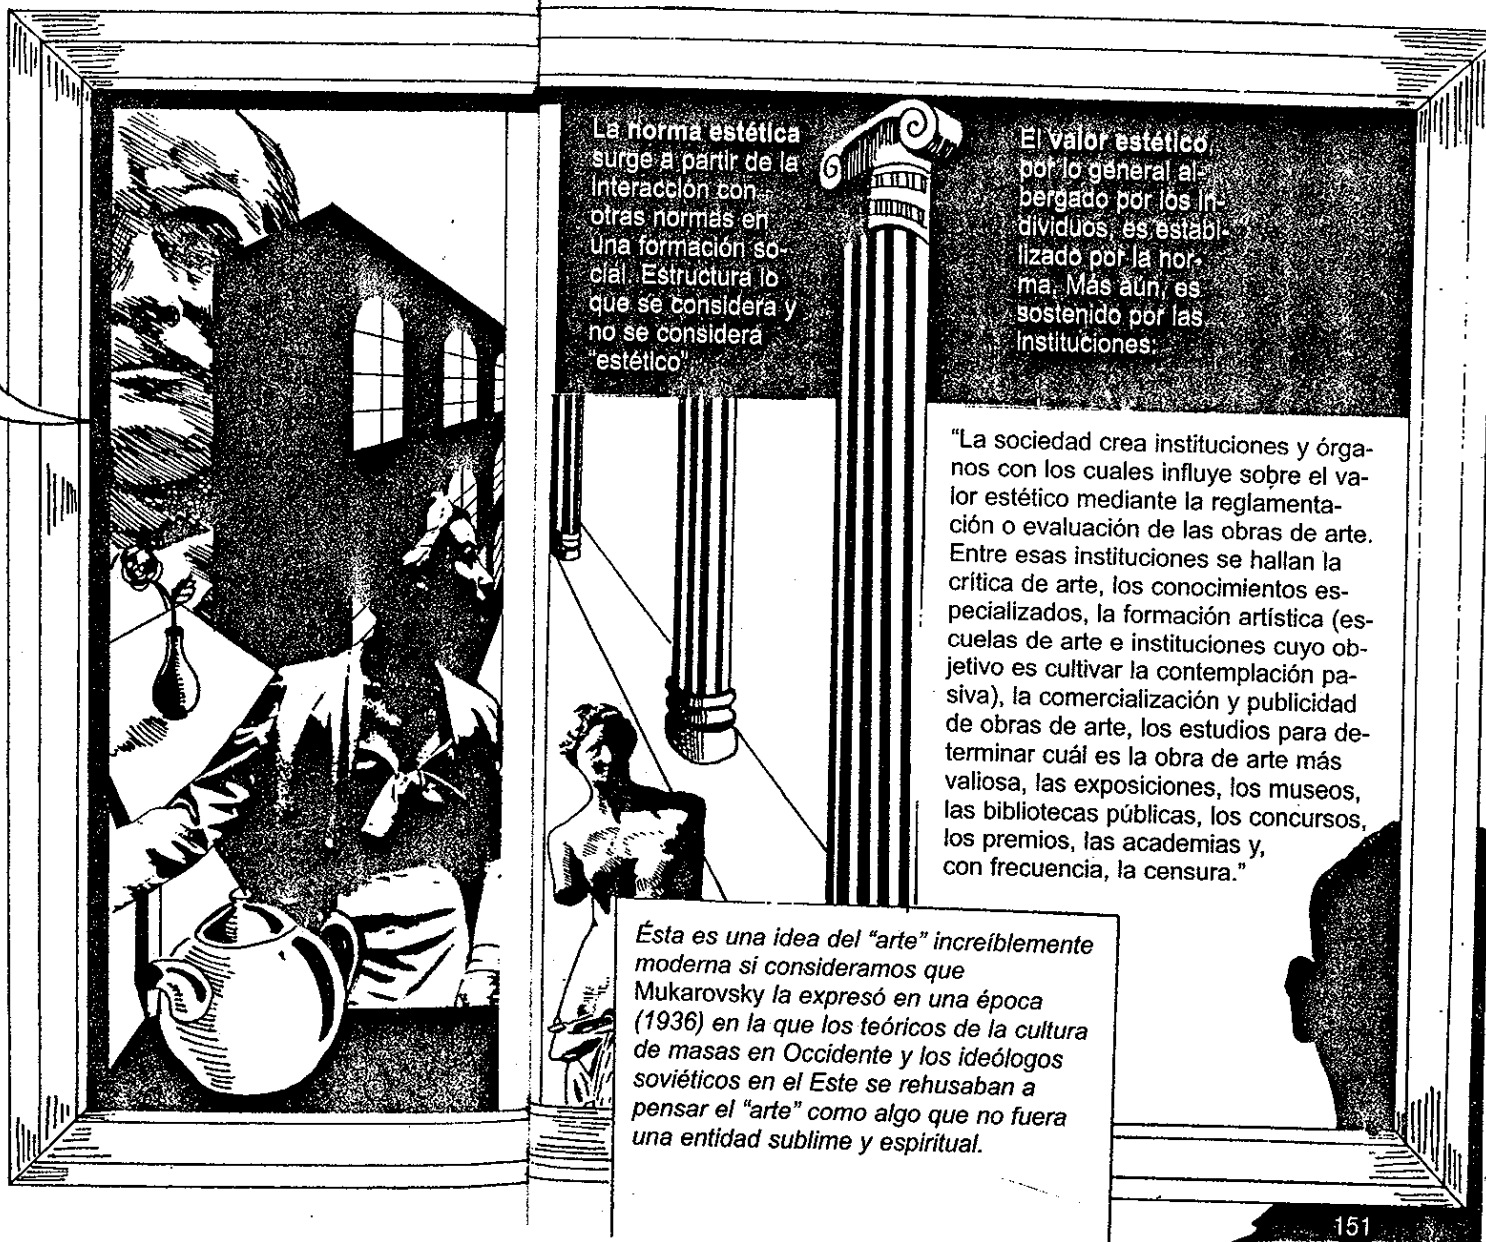 La norma estética
surge a partir de la
interacción con
otras normas en
una formación so-
cial. Estructura lo
que se considera y
no se considera
"estético".
El valor estético,
por lo general al-
bergado por los in-
dividuos, es estabi-
lizado por la nor-
ma. Más aún, es
sostenido por las
instituciones:
“La sociedad crea instituciones y órga-
nos con los cuales influye sobre el va-
lor estético mediante la reglamenta-
ción o evaluación de las obras de arte.
Entre esas instituciones se hallan la
crítica de arte, los conocimientos es-
pecializados, la formación artística (es-
cuelas de arte e instituciones cuyo ob-
jetivo es cultivar la contemplación pa-
siva), la comercialización y publicidad
de obras de arte, los estudios para de-
terminar cuál es la obra de arte más
valiosa, las exposiciones, los museos,
las bibliotecas públicas, los concursos,
los premios, las academias y,
con frecuencia, la censura.”
Ésta es una idea del “arte” increíblemente
moderna si consideramos que
Mukarovsky la expresó en una época
(1936) en la que los teóricos de la cultura
de masas en Occidente y los ideólogos
soviéticos en el Este se rehusaban a
pensar el “arte” como algo que no fuera
una entidad sublime y espiritual.
151